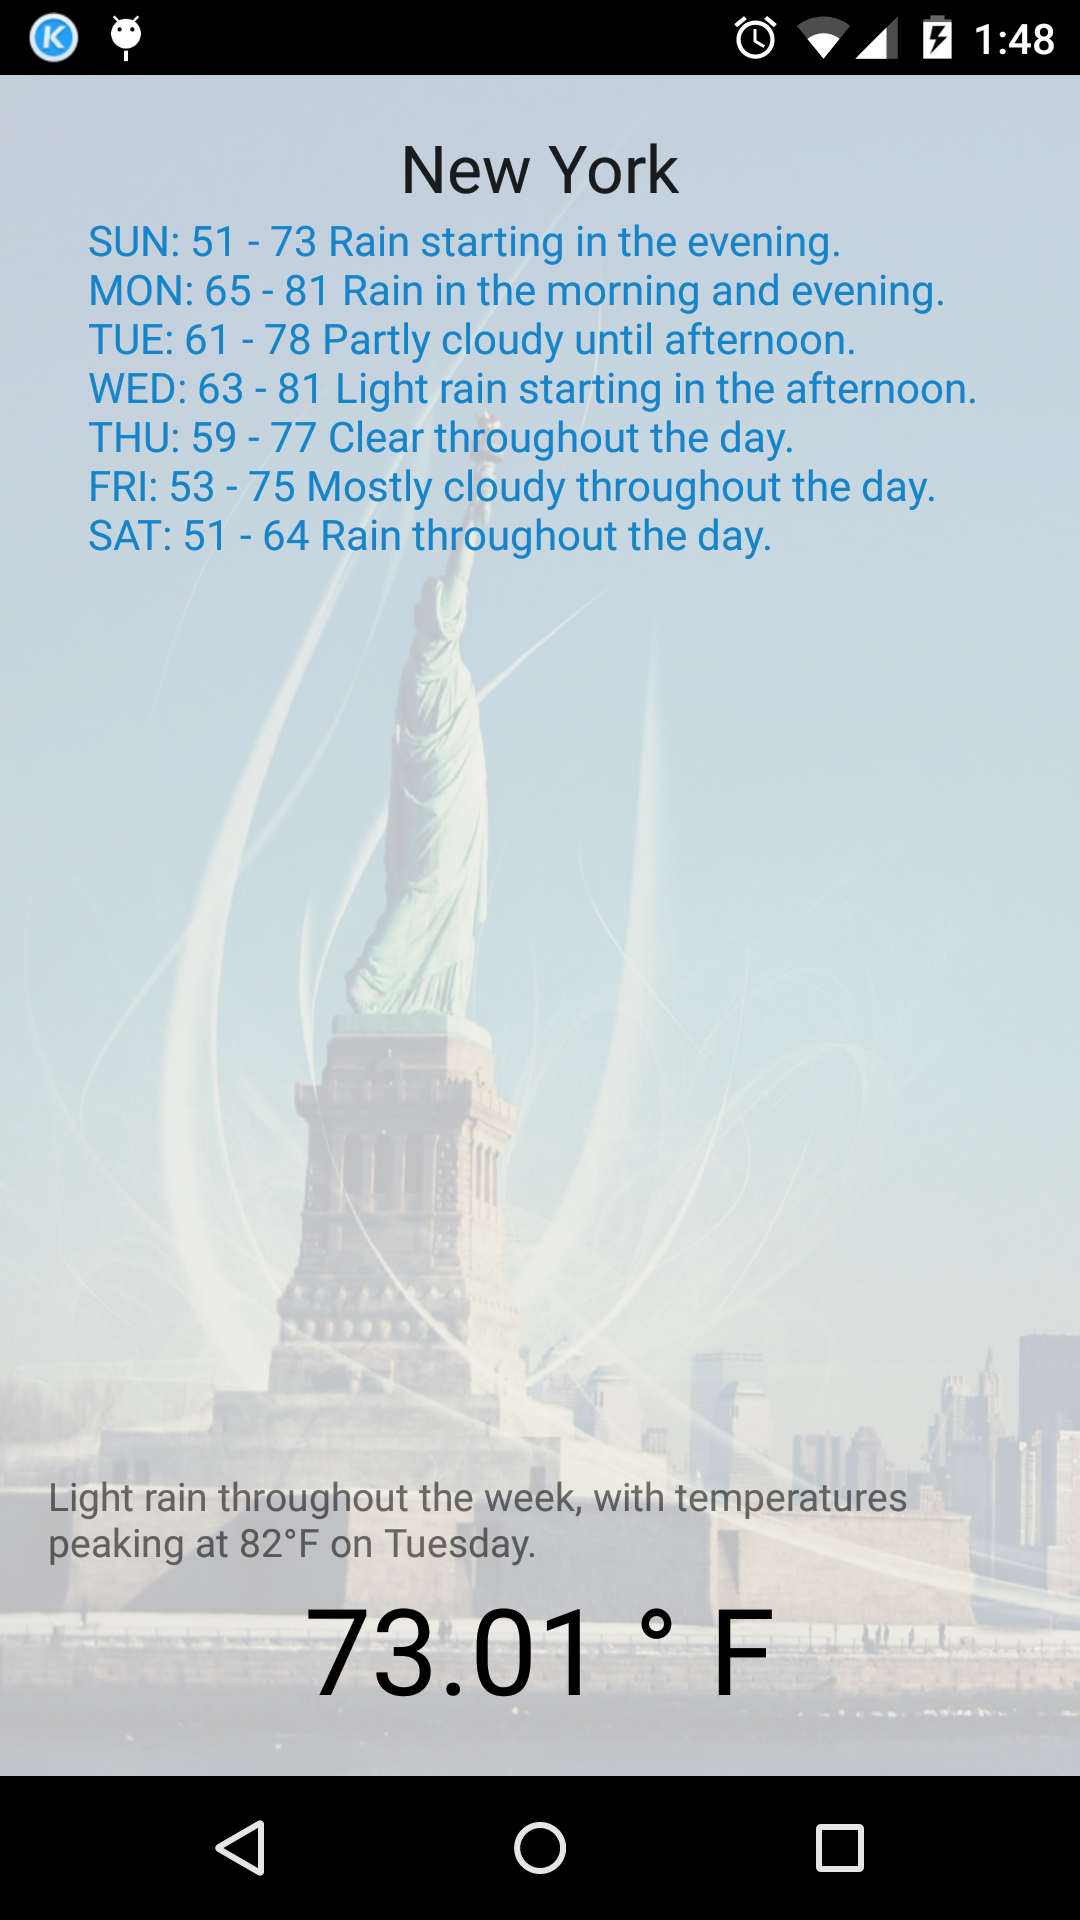 1:48
New York
SUN: 51 - 73 Rain starting in the evening.
MON: 65 - 81 Rain in the morning and evening.
TUE: 61 - 78 Partly cloudy until afternoon.
WED: 63 - 81 Light rain starting in the afternoon.
THU: 59 - 77 Clear throughout the day.
FRI: 53 - 75 Mostly cloudy throughout the day.
SAT: 51 - 64 Rain throughout the day.
Light rain throughout the week, with temperatures
peaking at 82°F on Tuesday.
73.01 ° F